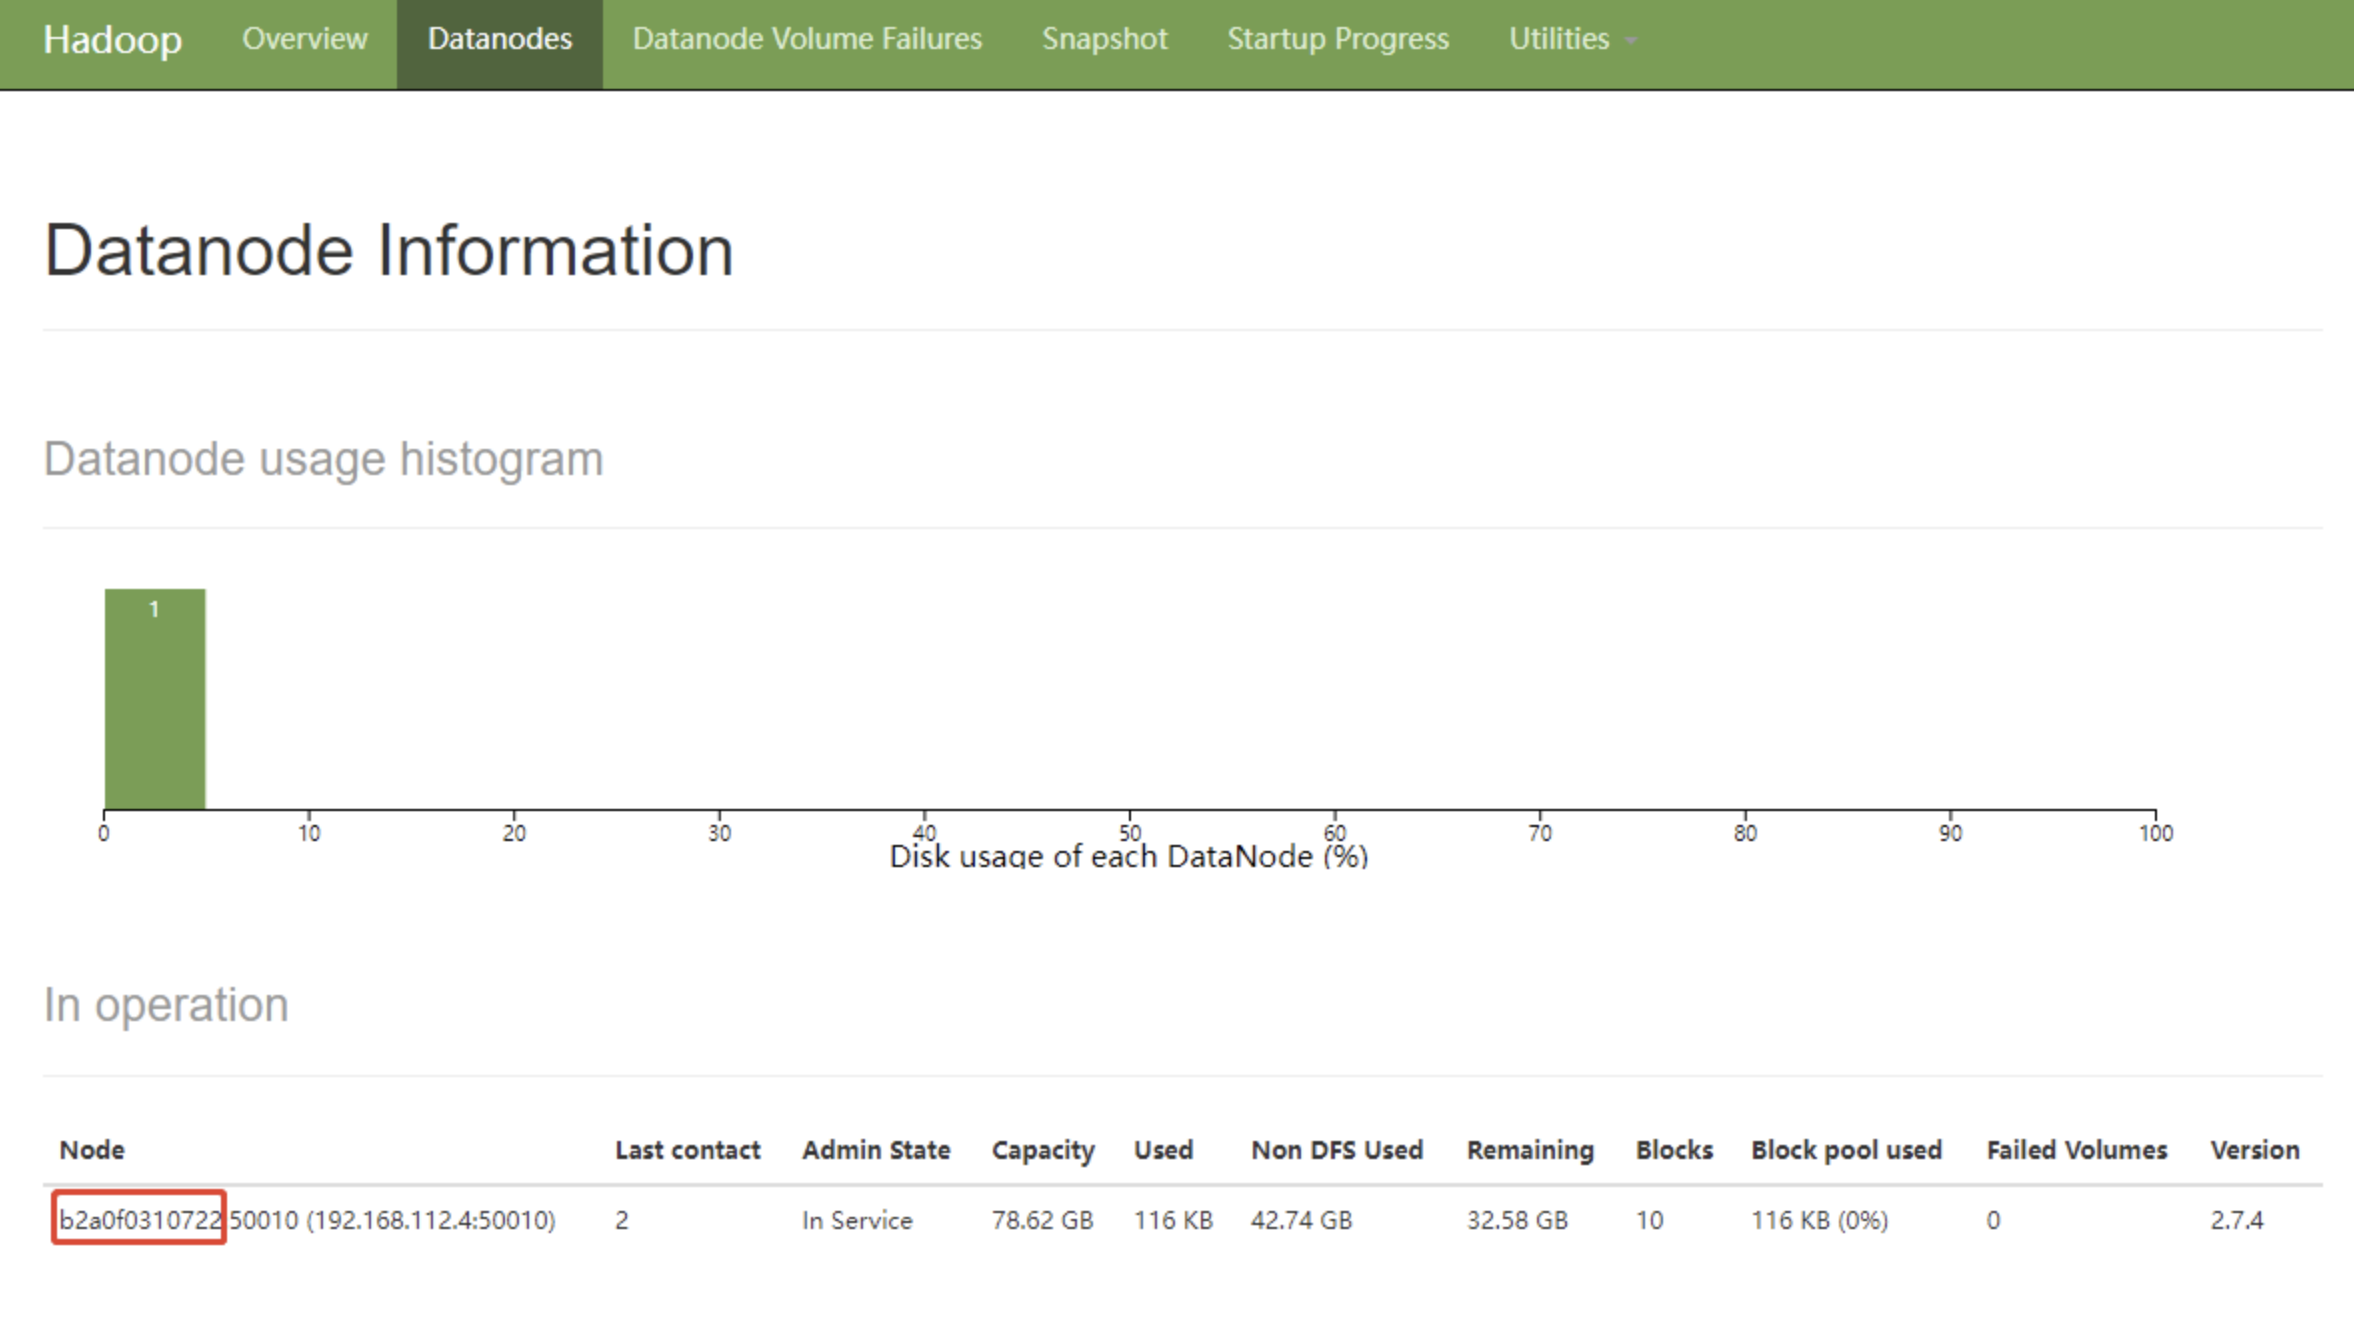 Hadoop Overview Datanodes Datanode Volume Failures Snapshot Startup Progress Utilities
Datanode Information
Datanode usage histogram
1
0 10 20 30 40 50 60 70 80 90 100
Disk usage of each DataNode (%)
In operation
Node Last contact Admin State Capacity Used Non DFS Used Remaining Blocks Block pool used Failed Volumes Version
b2a0f0310722 50010 (192.168.112.4:50010) 2 In Service 78.62 GB 116 KB 42.74 GB 32.58 GB 10 116 KB (0%) 0 2.7.4